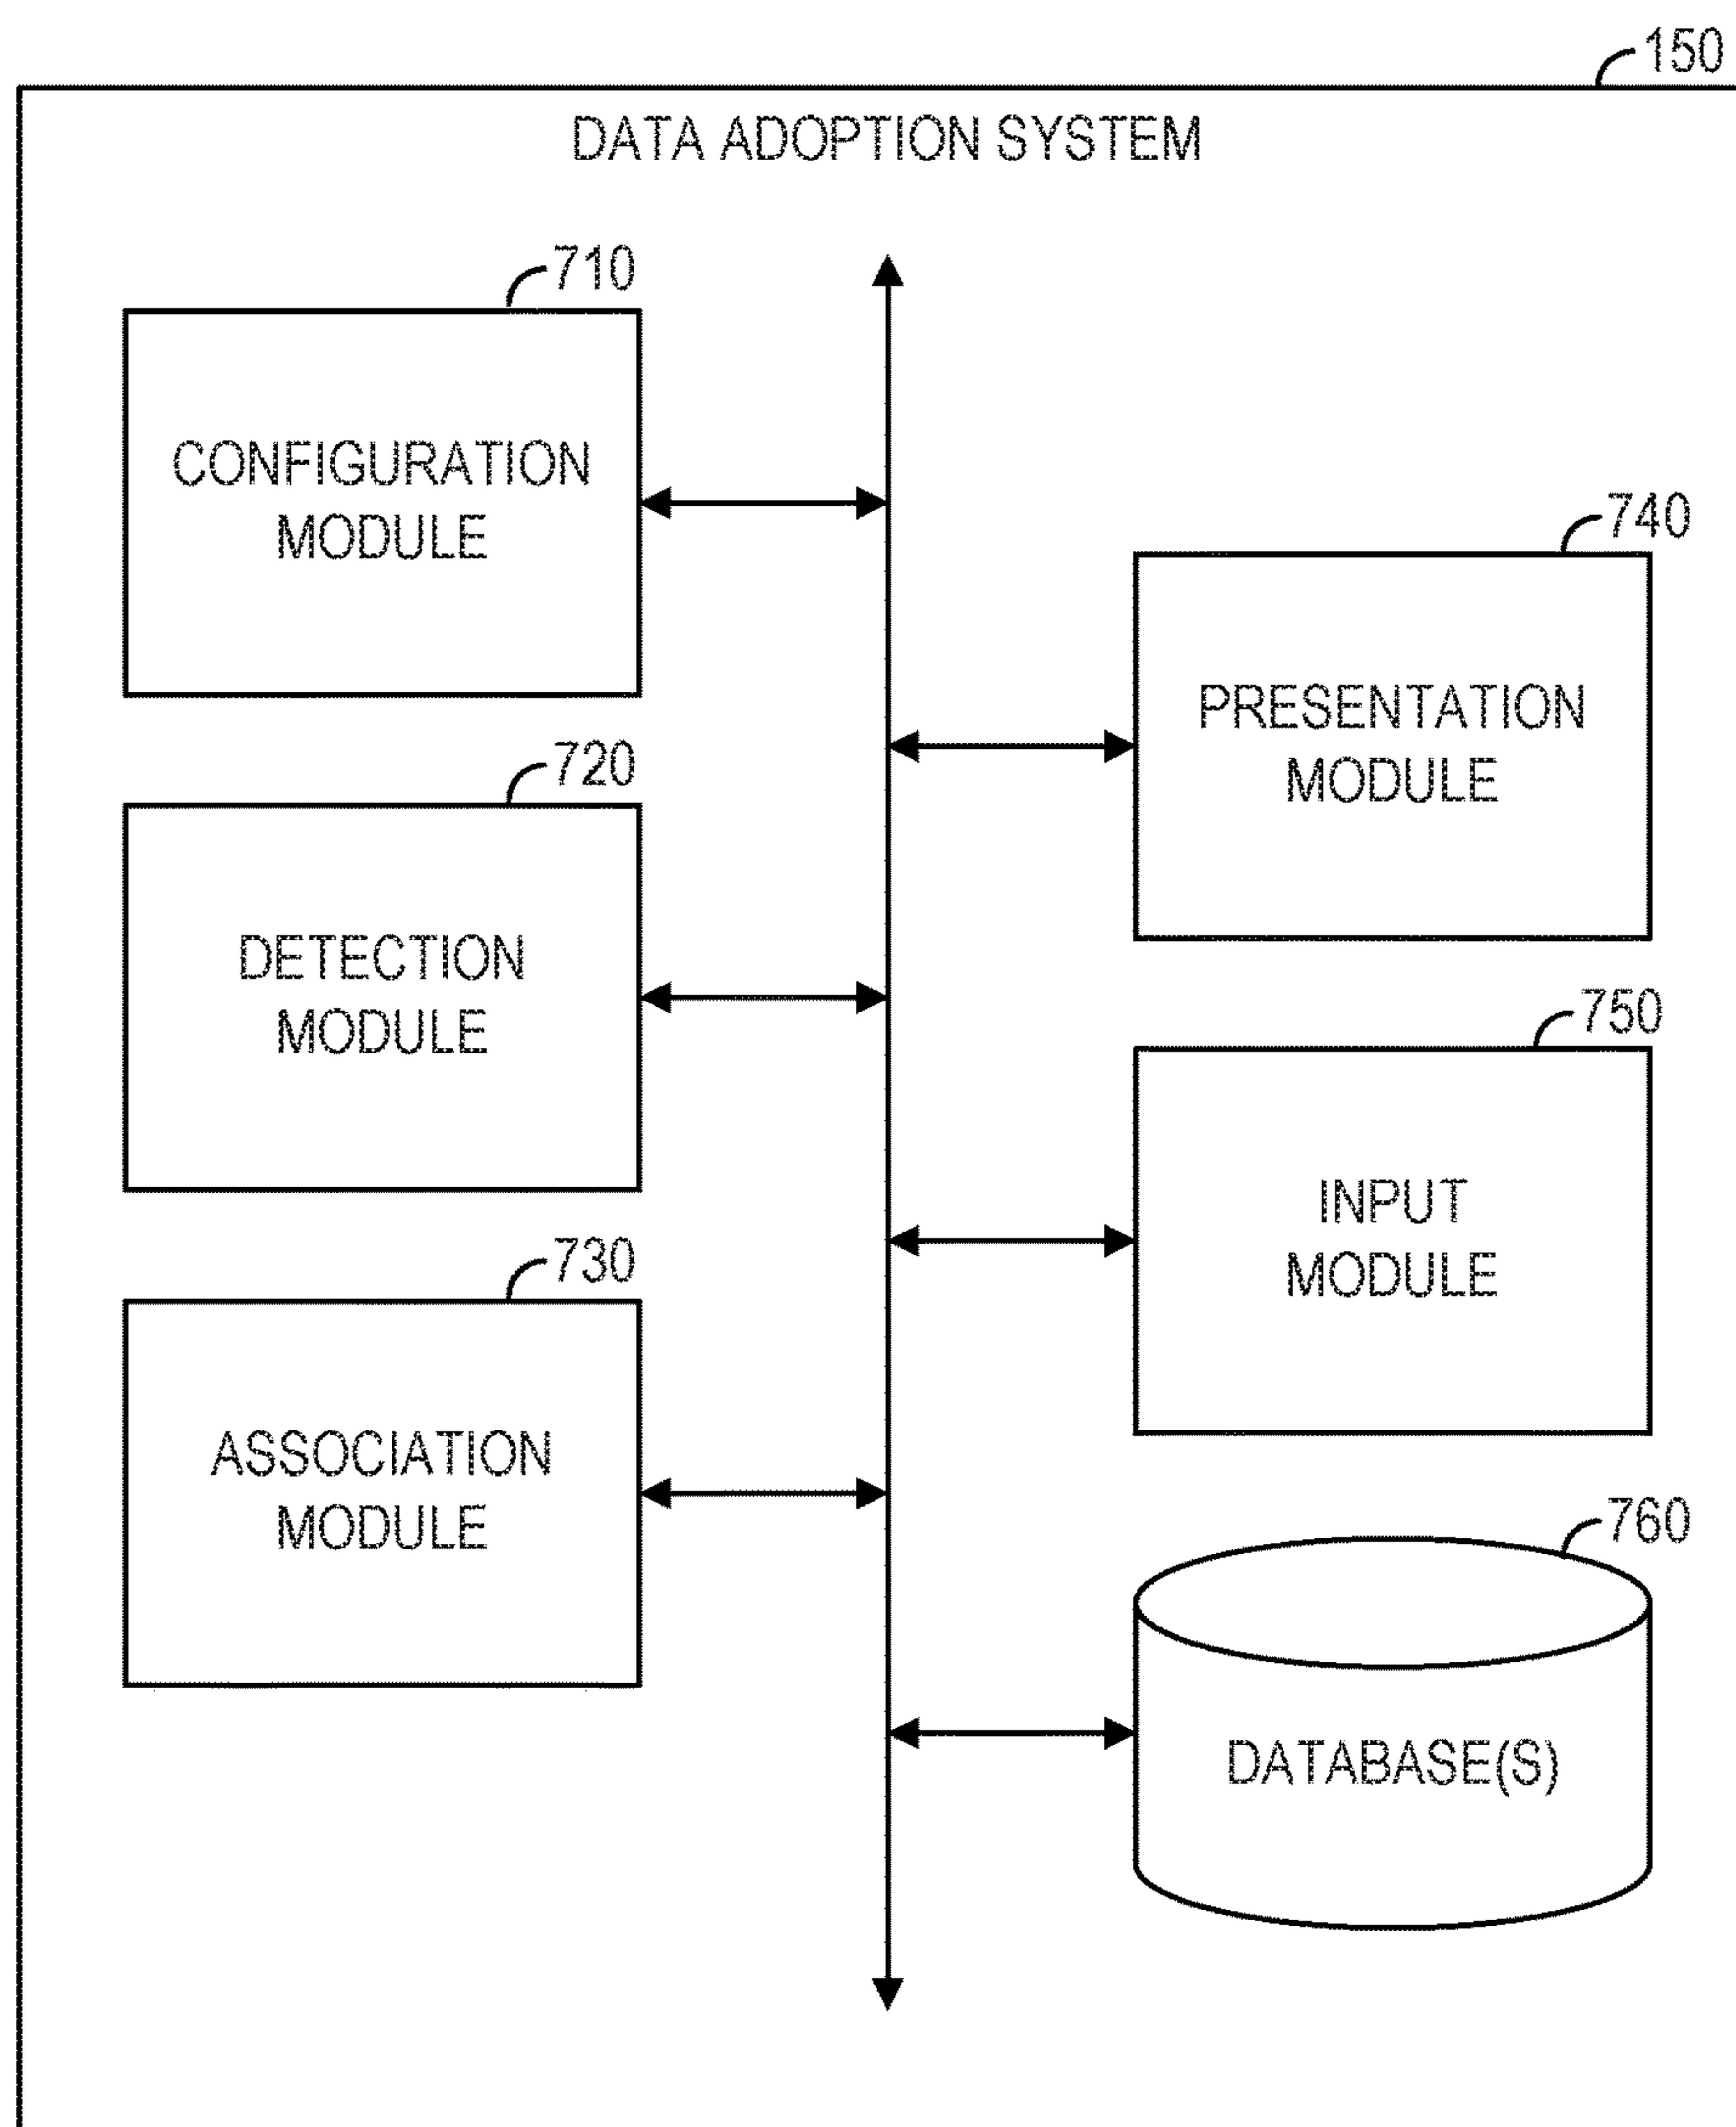 150
DATA ADOPTION SYSTEM
710
CONFIGURATION
MODULE
720
DETECTION
MODULE
730
ASSOCIATION
MODULE
740
PRESENTATION
MODULE
750
INPUT
MODULE
760
DATABASE(S)